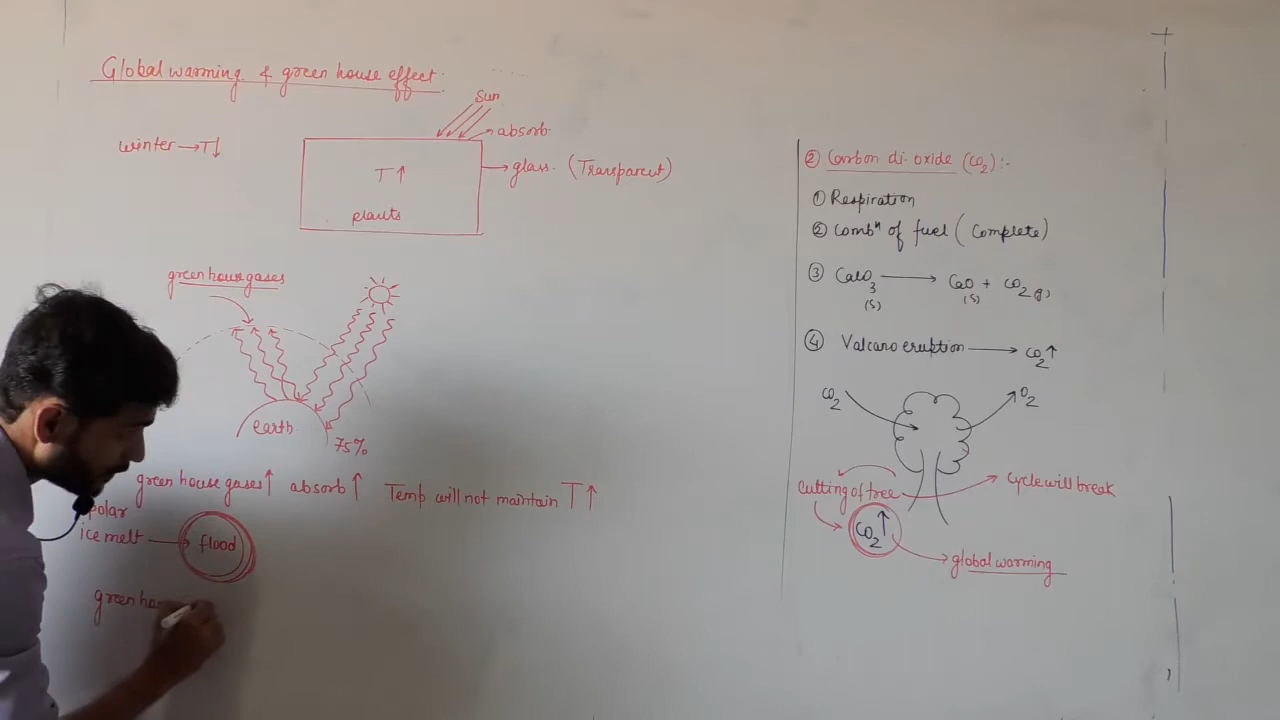 Global warming & green house effect:
Sun
absorb
winter → T↓
glass. (Transparent)
T↑
plants
green house gases
earth
75%
green house gases↑ absorb↑ Temp will not maintain T↑
polar
ice melt → flood
green hou
② Carbon di-oxide (CO₂):-
① Respiration
② Combⁿ of fuel (Complete)
③ CaCO₃ (s) → CaO (s) + CO₂(g)
④ Valcano eruption → CO₂↑
CO₂ O₂
cutting of tree → cycle will break
CO₂↑
global warming